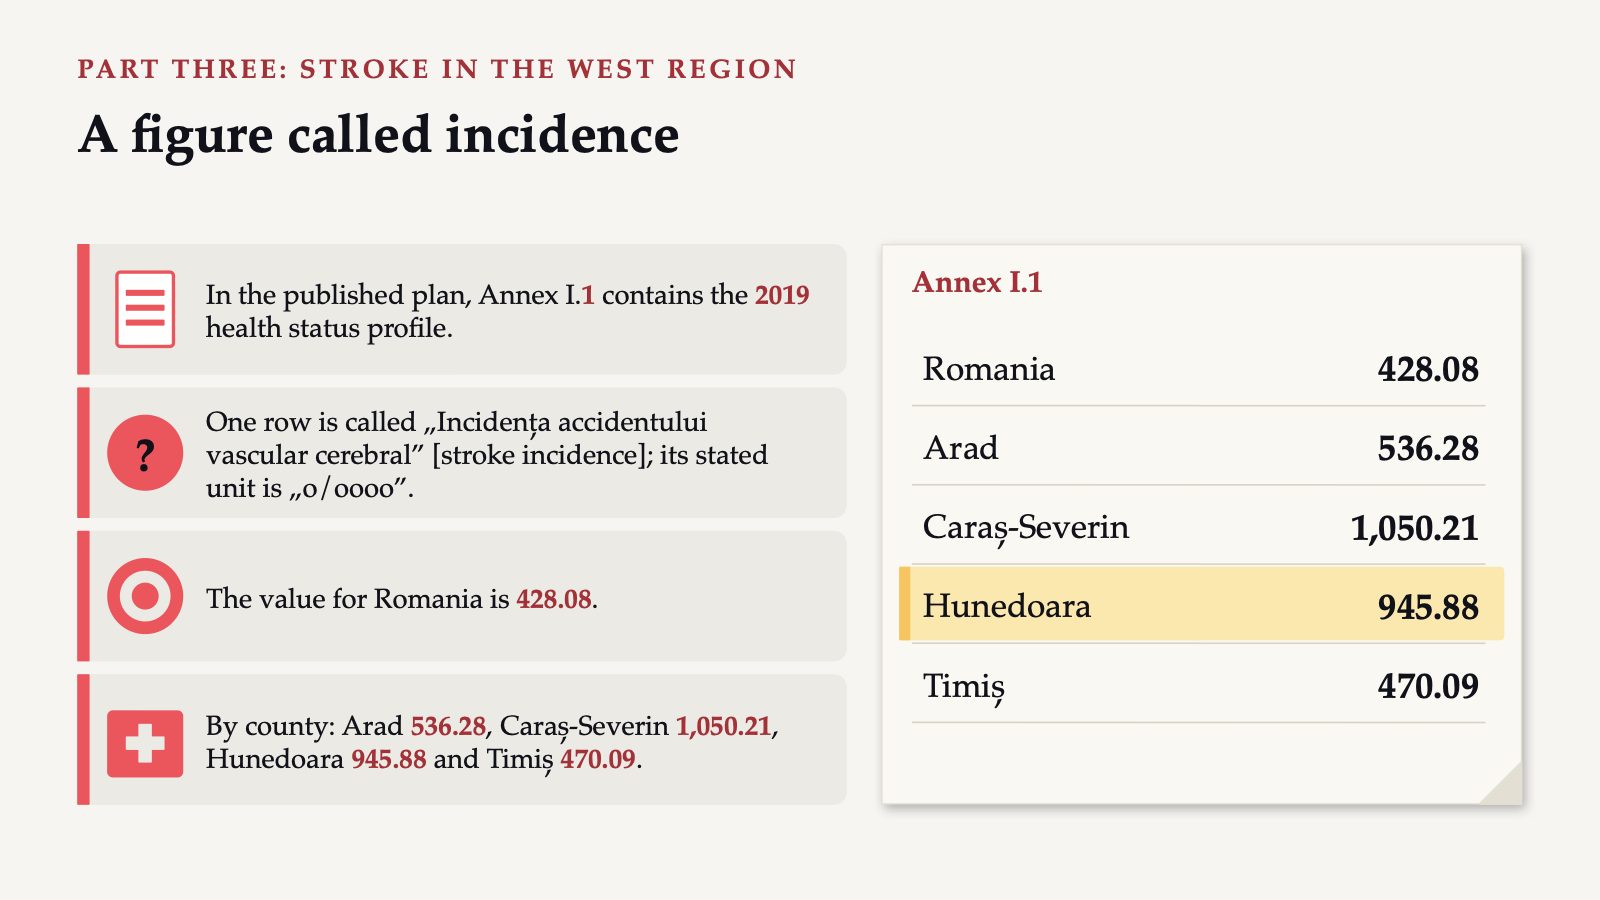 PART THREE: STROKE IN THE WEST REGION
A figure called incidence
In the published plan, Annex I.1 contains the 2019
health status profile.
?
One row is called „Incidența accidentului
vascular cerebral” [stroke incidence]; its stated
unit is „o/oooo”.
The value for Romania is 428.08.
By county: Arad 536.28, Caraș-Severin 1,050.21,
Hunedoara 945.88 and Timiș 470.09.
Annex I.1
Romania 428.08
Arad 536.28
Caraș-Severin 1,050.21
Hunedoara 945.88
Timiș 470.09